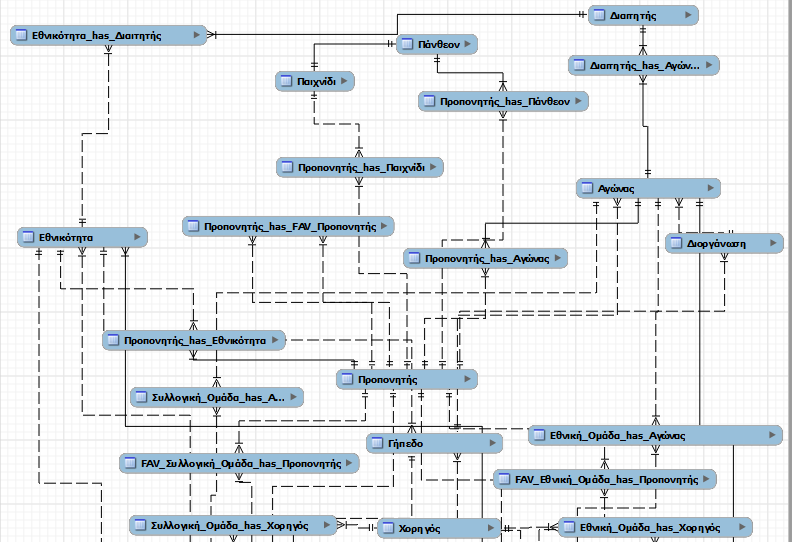 Διαιτητής
Εθνικότητα_has_Διαιτητής
Πάνθεον
Διαιτητής_has_Αγών...
Παιχνίδι
Προπονητής_has_Πάνθεον
Προπονητής_has_Παιχνίδι
Αγώνας
Προπονητής_has_FAV_Προπονητής
Εθνικότητα
Διοργάνωση
Προπονητής_has_Αγώνας
Προπονητής_has_Εθνικότητα
Προπονητής
Συλλογική_Ομάδα_has_Α...
Γήπεδο
Εθνική_Ομάδα_has_Αγώνας
FAV_Συλλογική_Ομάδα_has_Προπονητής
FAV_Εθνική_Ομάδα_has_Προπονητής
Συλλογική_Ομάδα_has_Χορηγός
Χορηγός
Εθνική_Ομάδα_has_Χορηγός